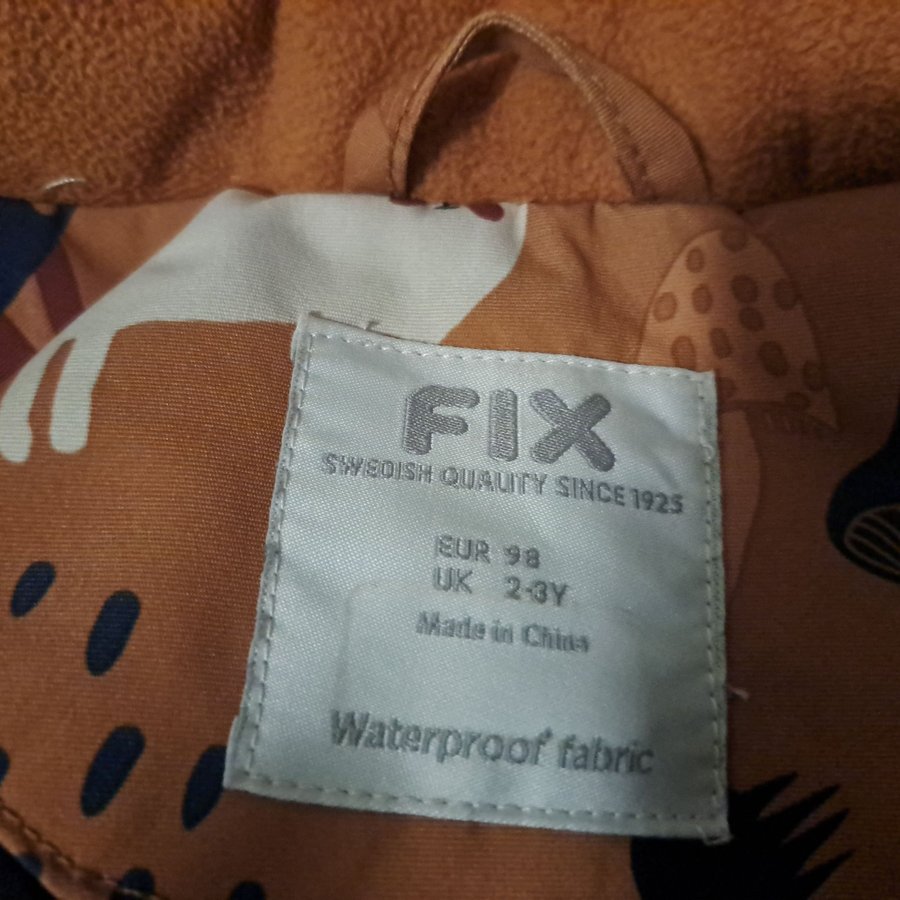 FIX
SWEDISH QUALITY SINCE 1925
EUR 98
UK 2-3Y
Made in China
Waterproof fabric